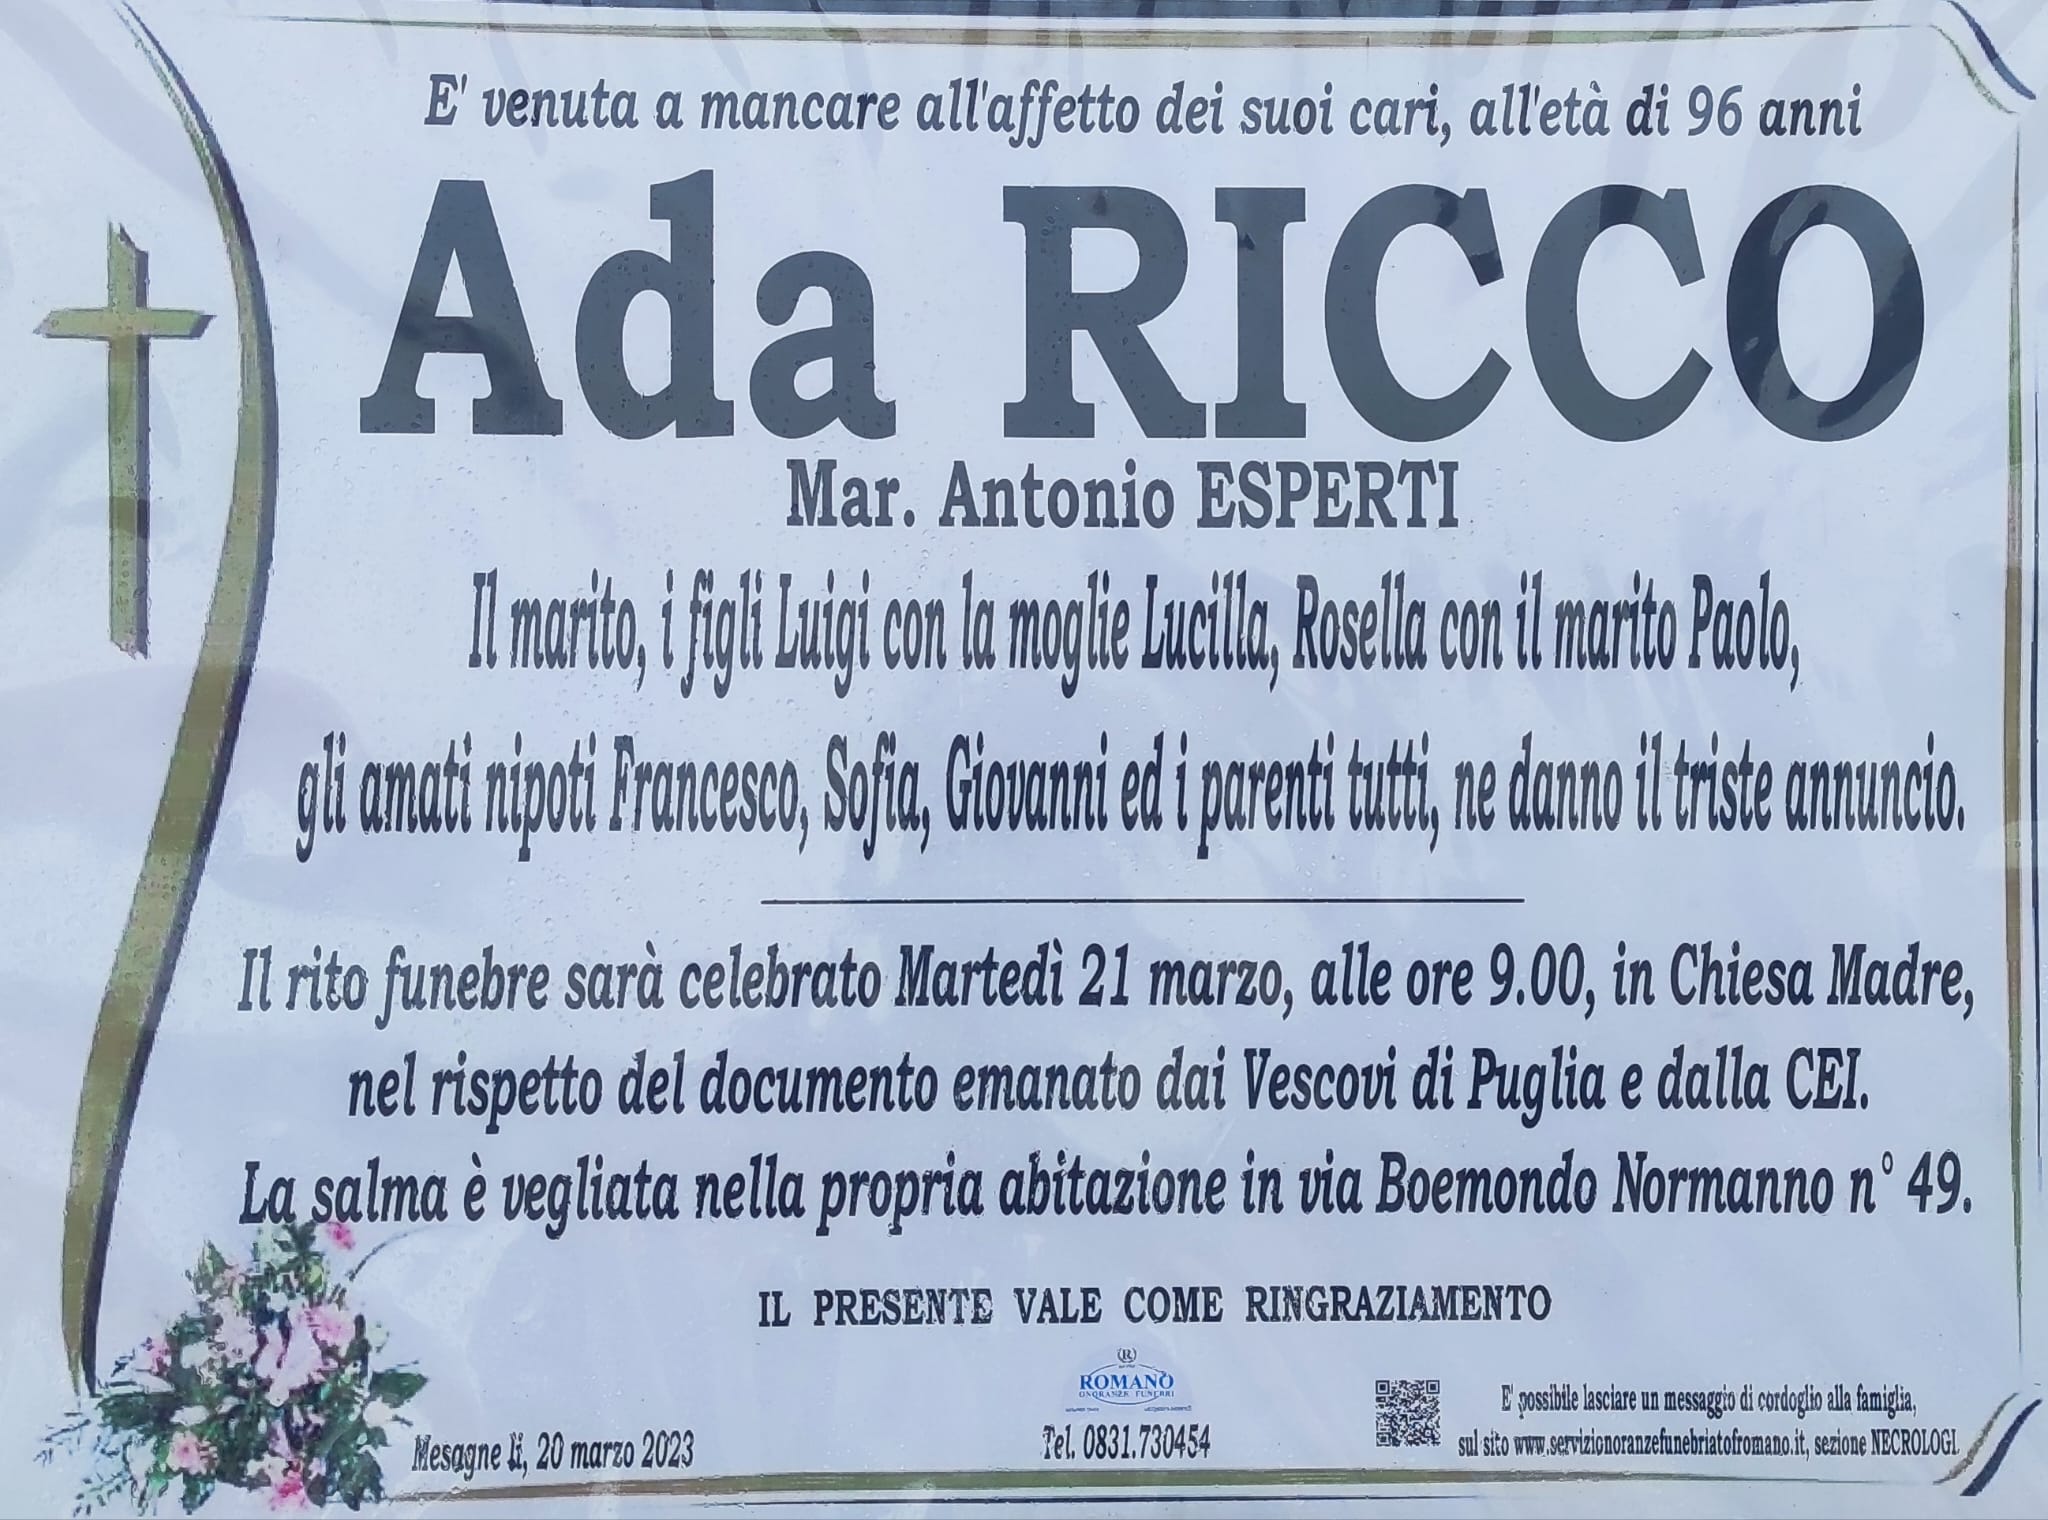 E' venuta a mancare all'affetto dei suoi cari, all'età di 96 anni
Ada RICCO
Mar. Antonio ESPERTI
Il marito, i figli Luigi con la moglie Lucilla, Rosella con il marito Paolo,
gli amati nipoti Francesco, Sofia, Giovanni ed i parenti tutti, ne danno il triste annuncio.
Il rito funebre sarà celebrato Martedì 21 marzo, alle ore 9.00, in Chiesa Madre,
nel rispetto del documento emanato dai Vescovi di Puglia e dalla CEI.
La salma è vegliata nella propria abitazione in via Boemondo Normanno n° 49.
IL PRESENTE VALE COME RINGRAZIAMENTO
R
ROMANO
ONORANZE FUNEBRI
Tel. 0831.730454
Mesagne lì, 20 marzo 2023
E' possibile lasciare un messaggio di cordoglio alla famiglia,
sul sito www.servizionoranzefunebriatofromano.it, sezione NECROLOGI.